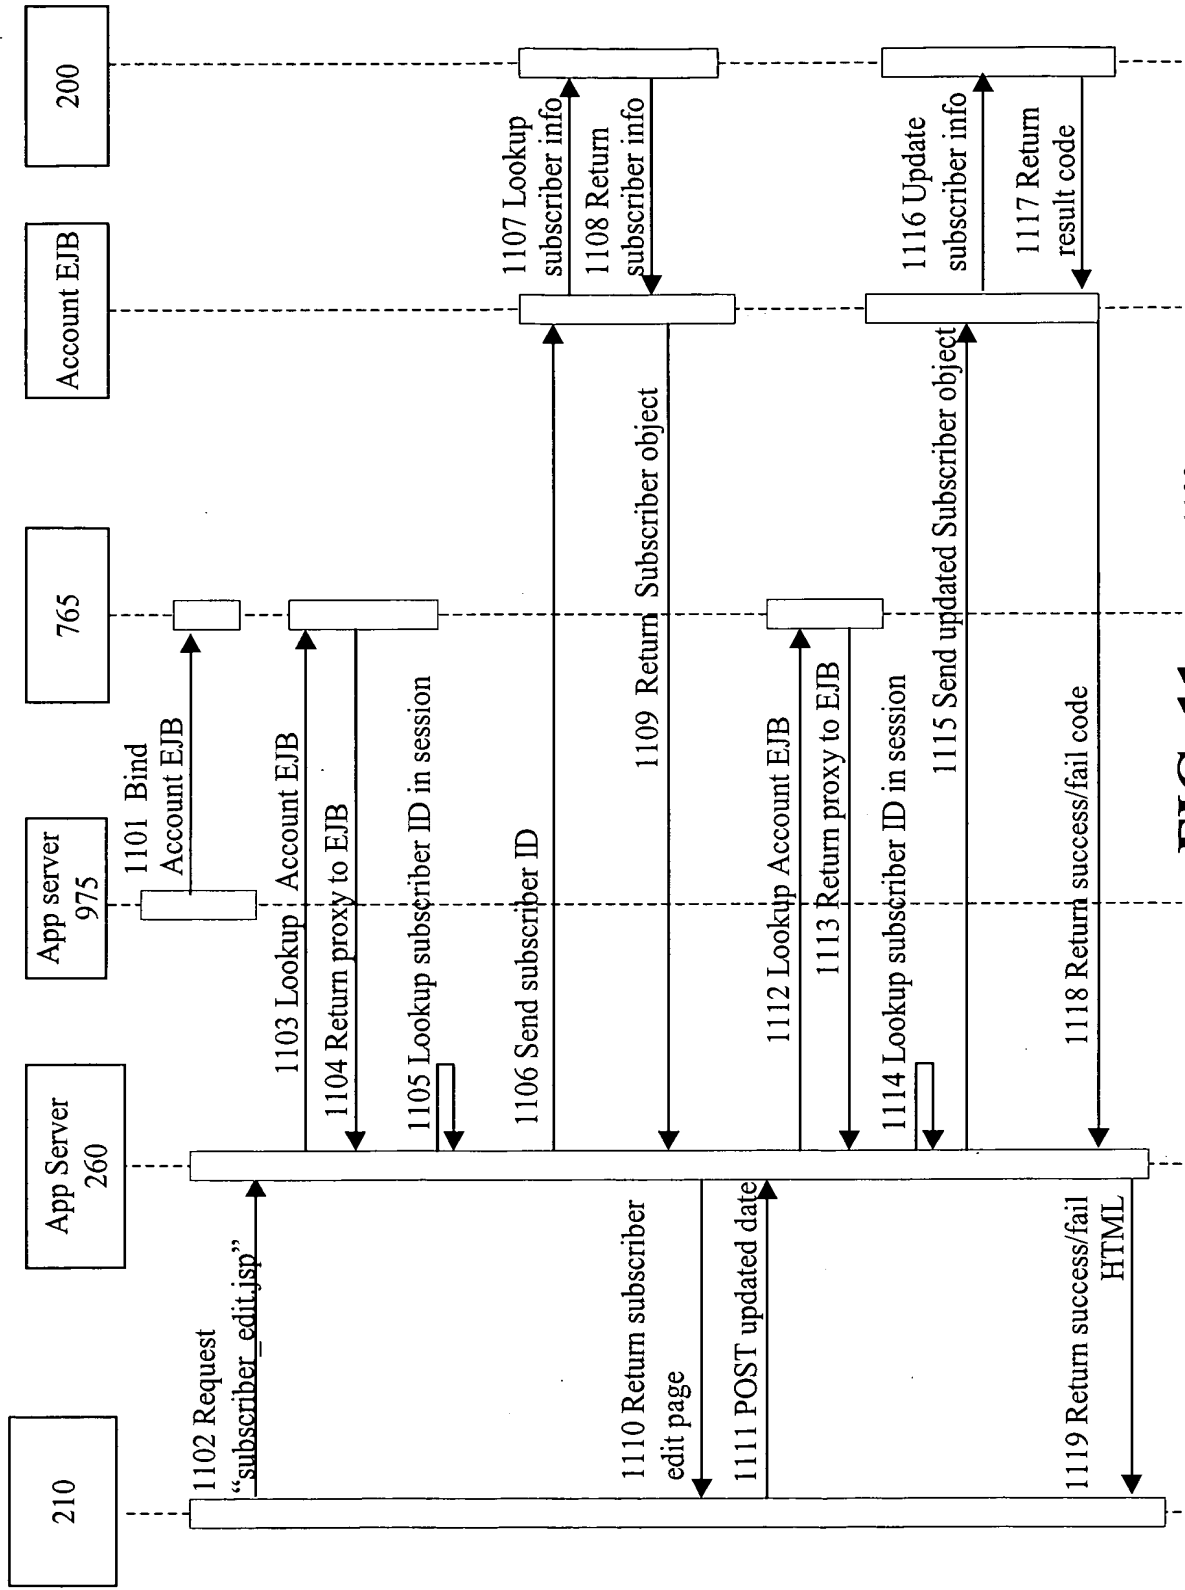 210
App Server
260
App server
975
765
Account EJB
200
1101 Bind
Account EJB
1102 Request
“subscriber_edit.jsp”
1103 Lookup Account EJB
1104 Return proxy to EJB
1105 Lookup subscriber ID in session
1106 Send subscriber ID
1107 Lookup
subscriber info
1108 Return
subscriber info
1109 Return Subscriber object
1110 Return subscriber
edit page
1111 POST updated date
1112 Lookup Account EJB
1113 Return proxy to EJB
1114 Lookup subscriber ID in session
1115 Send updated Subscriber object
1116 Update
subscriber info
1117 Return
result code
1118 Return success/fail code
1119 Return success/fail
HTML